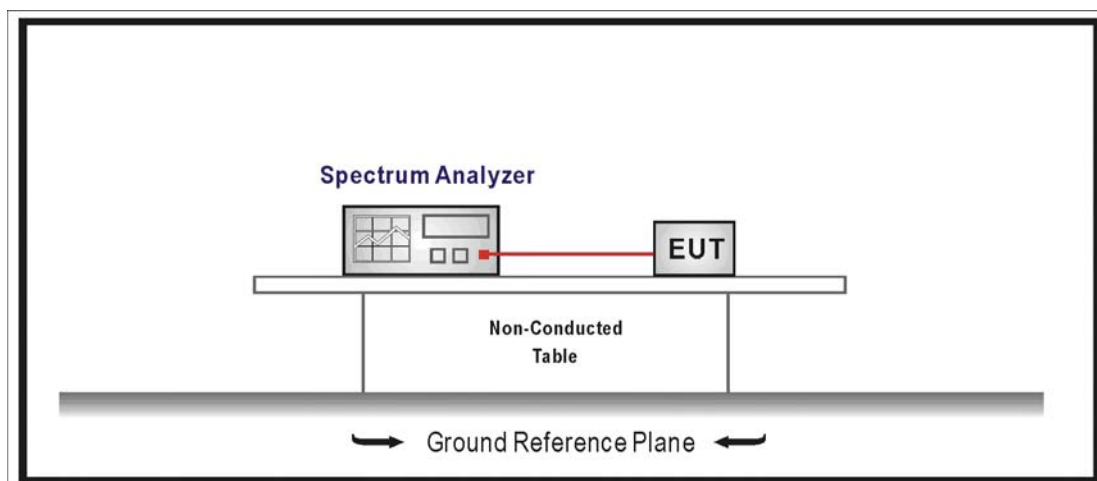 Spectrum Analyzer
EUT
Non-Conducted
Table
Ground Reference Plane